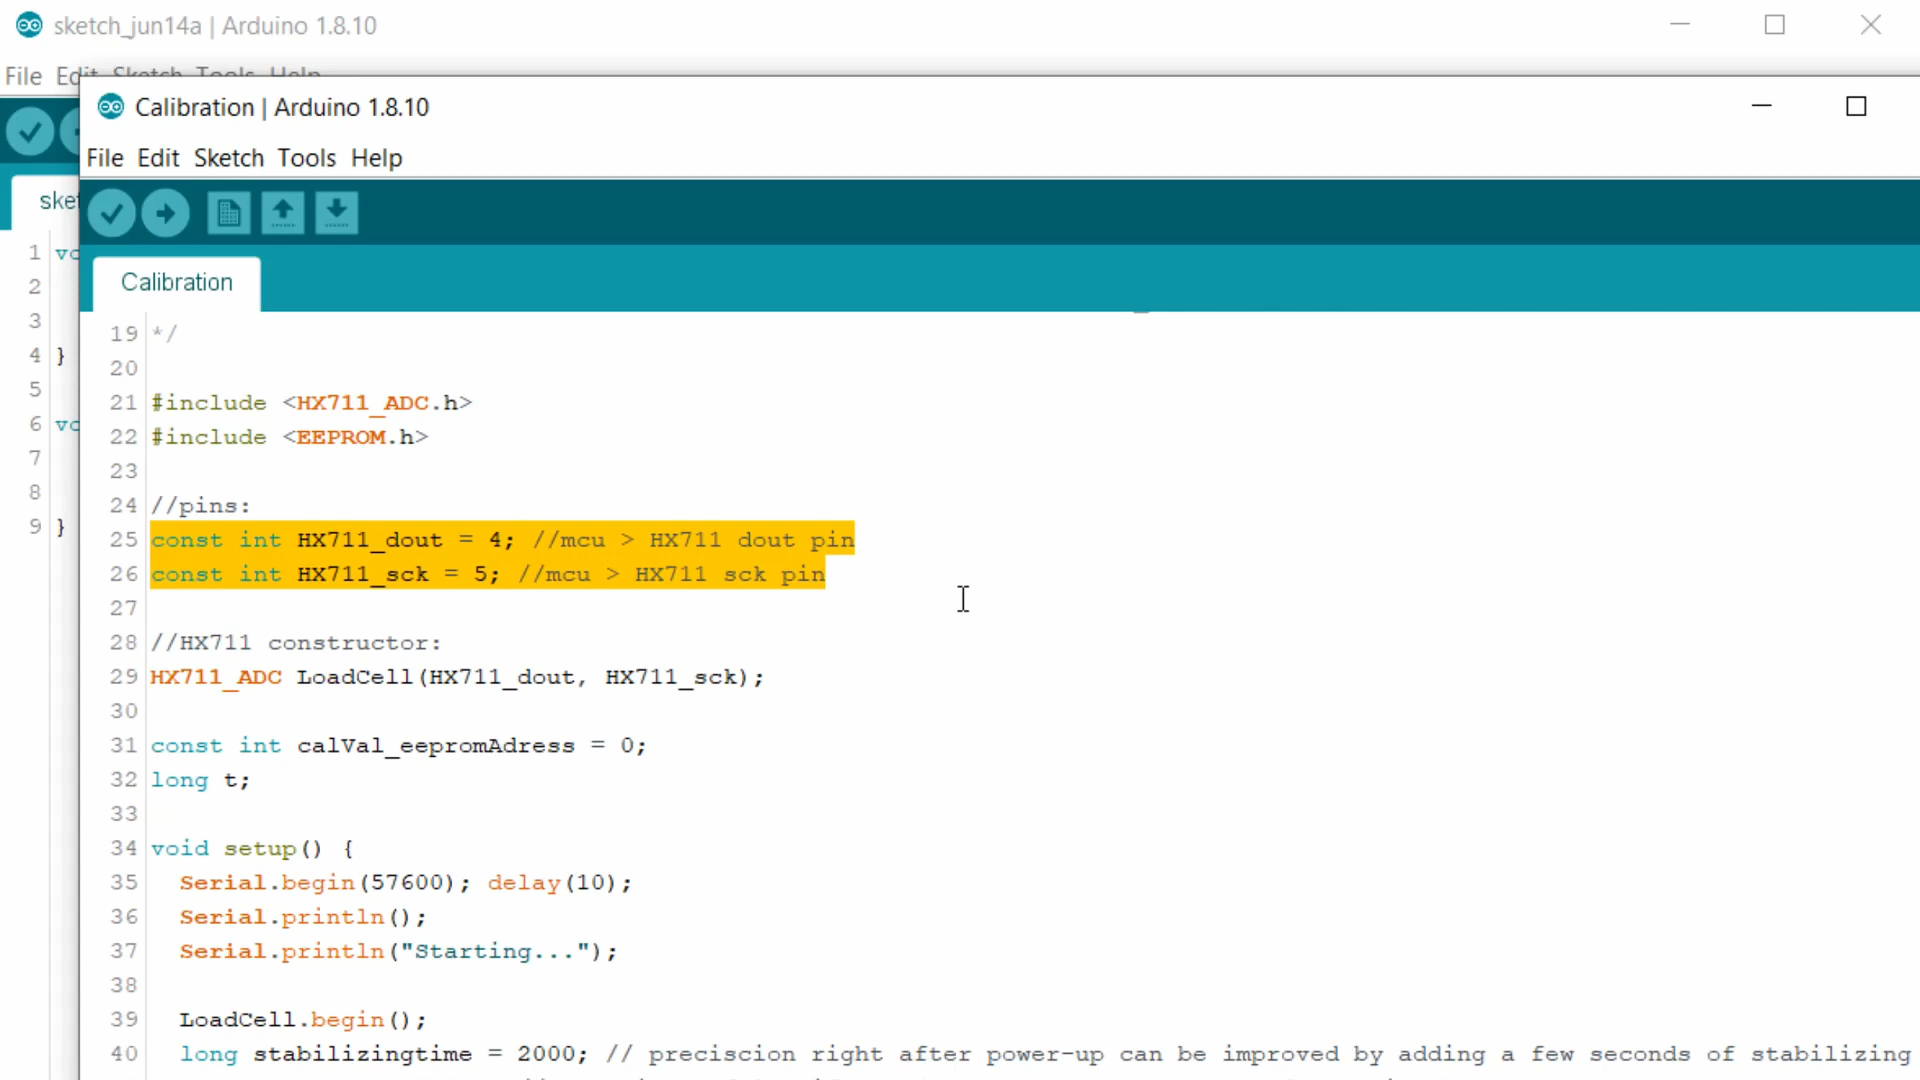 sketch_jun14a | Arduino 1.8.10
File Edit Sketch Tools Help
Calibration | Arduino 1.8.10
File Edit Sketch Tools Help
sket
Calibration
1
2
3
4 }
5
6
7
8
9 }
19 */
20
21 #include <HX711_ADC.h>
22 #include <EEPROM.h>
23
24 //pins:
25 const int HX711_dout = 4; //mcu > HX711 dout pin
26 const int HX711_sck = 5; //mcu > HX711 sck pin
27
28 //HX711 constructor:
29 HX711_ADC LoadCell(HX711_dout, HX711_sck);
30
31 const int calVal_eepromAdress = 0;
32 long t;
33
34 void setup() {
35 Serial.begin(57600); delay(10);
36 Serial.println();
37 Serial.println("Starting...");
38
39 LoadCell.begin();
40 long stabilizingtime = 2000; // preciscion right after power-up can be improved by adding a few seconds of stabilizing